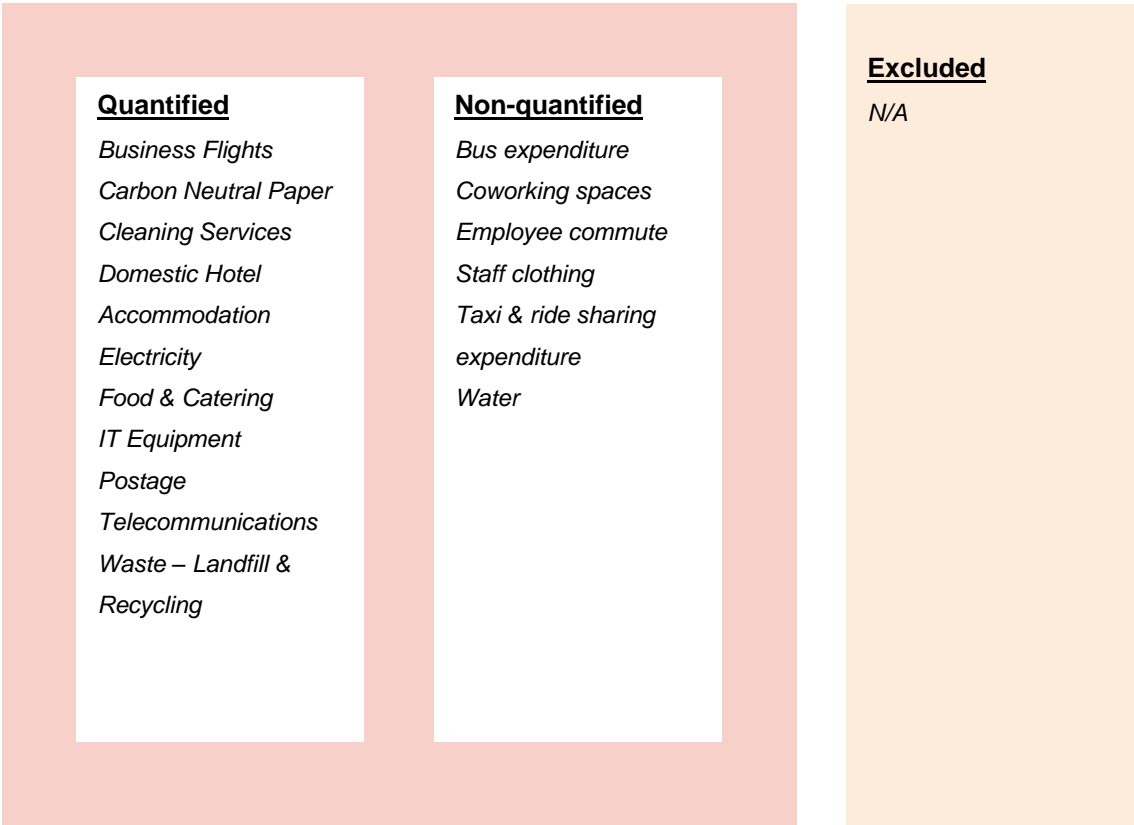 Quantified
Business Flights
Carbon Neutral Paper
Cleaning Services
Domestic Hotel
Accommodation
Electricity
Food & Catering
IT Equipment
Postage
Telecommunications
Waste – Landfill &
Recycling
Non-quantified
Bus expenditure
Coworking spaces
Employee commute
Staff clothing
Taxi & ride sharing
expenditure
Water
Excluded
N/A